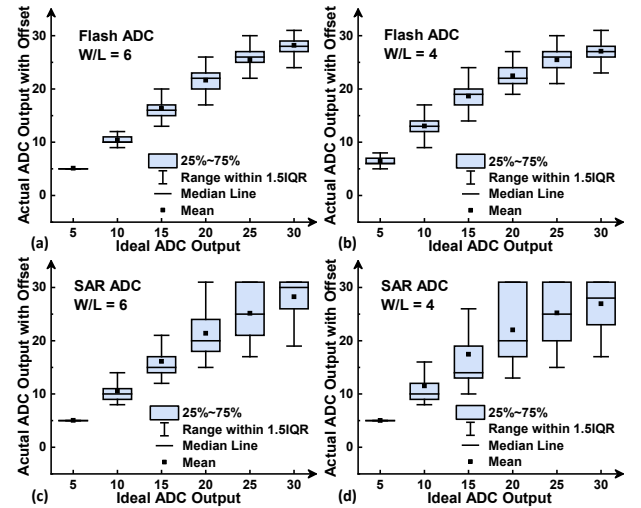 Actual ADC Output with Offset
30
20
10
0
Flash ADC
W/L = 6
25%~75%
Range within 1.5IQR
Median Line
Mean
(a)
5 10 15 20 25 30
Ideal ADC Output
Actual ADC Output with Offset
30
20
10
0
Flash ADC
W/L = 4
25%~75%
Range within 1.5IQR
Median Line
Mean
(b)
5 10 15 20 25 30
Ideal ADC Output
Acutal ADC Output with Offset
30
20
10
0
SAR ADC
W/L = 6
25%~75%
Range within 1.5IQR
Median Line
Mean
(c)
5 10 15 20 25 30
Ideal ADC Output
Actual ADC Output with Offset
30
20
10
0
SAR ADC
W/L = 4
25%~75%
Range within 1.5IQR
Median Line
Mean
(d)
5 10 15 20 25 30
Ideal ADC Output